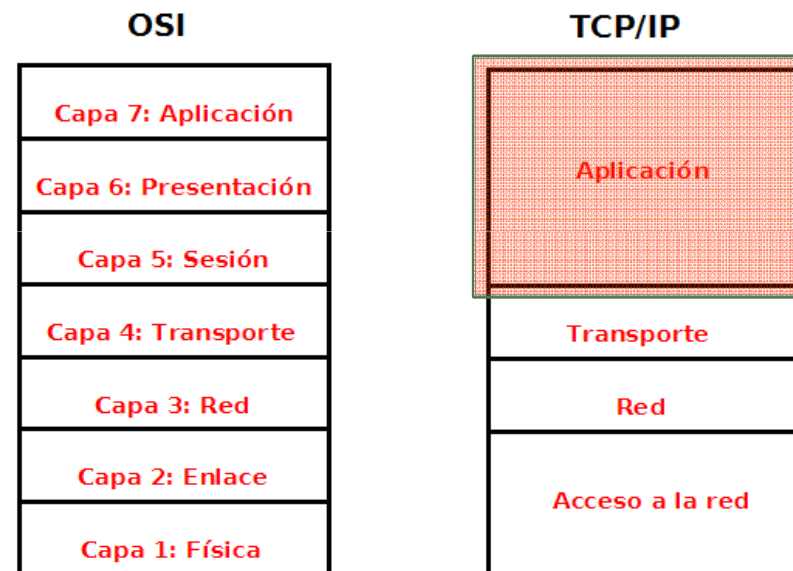 OSI
Capa 7: Aplicación
Capa 6: Presentación
Capa 5: Sesión
Capa 4: Transporte
Capa 3: Red
Capa 2: Enlace
Capa 1: Física
TCP/IP
Aplicación
Transporte
Red
Acceso a la red